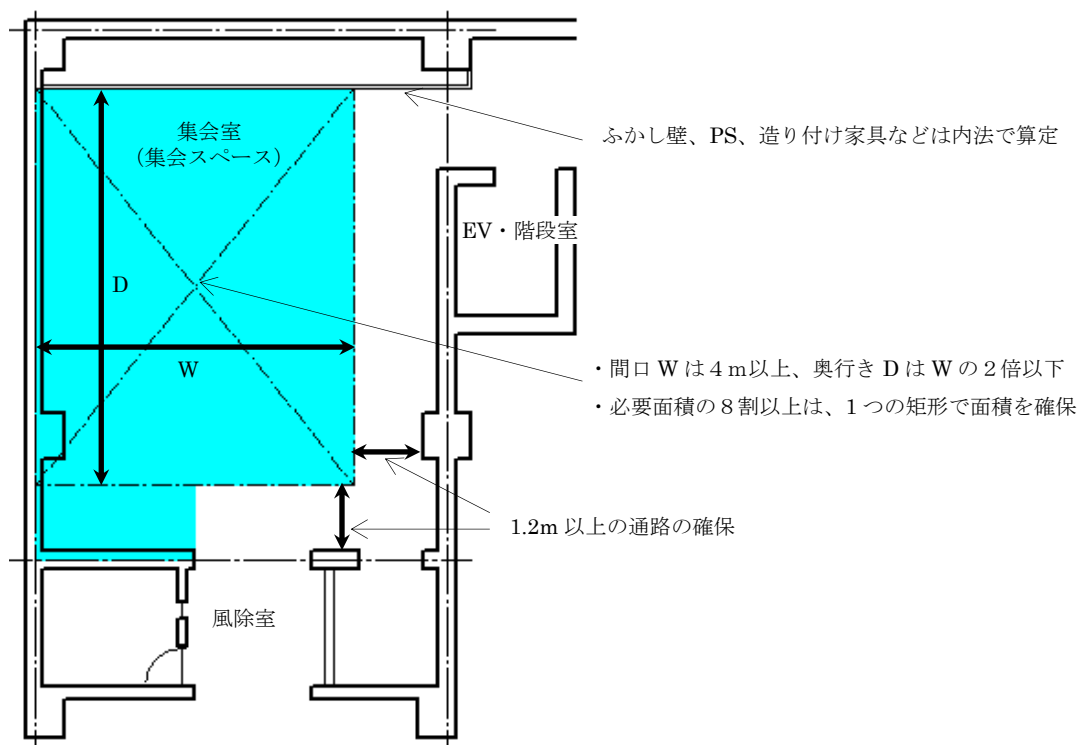 集会室
(集会スペース)
ふかし壁、PS、造り付け家具などは内法で算定
EV・階段室
D
W
・間口 W は４ｍ以上、奥行き D は W の２倍以下
・必要面積の８割以上は、1 つの矩形で面積を確保
1.2m 以上の通路の確保
風除室